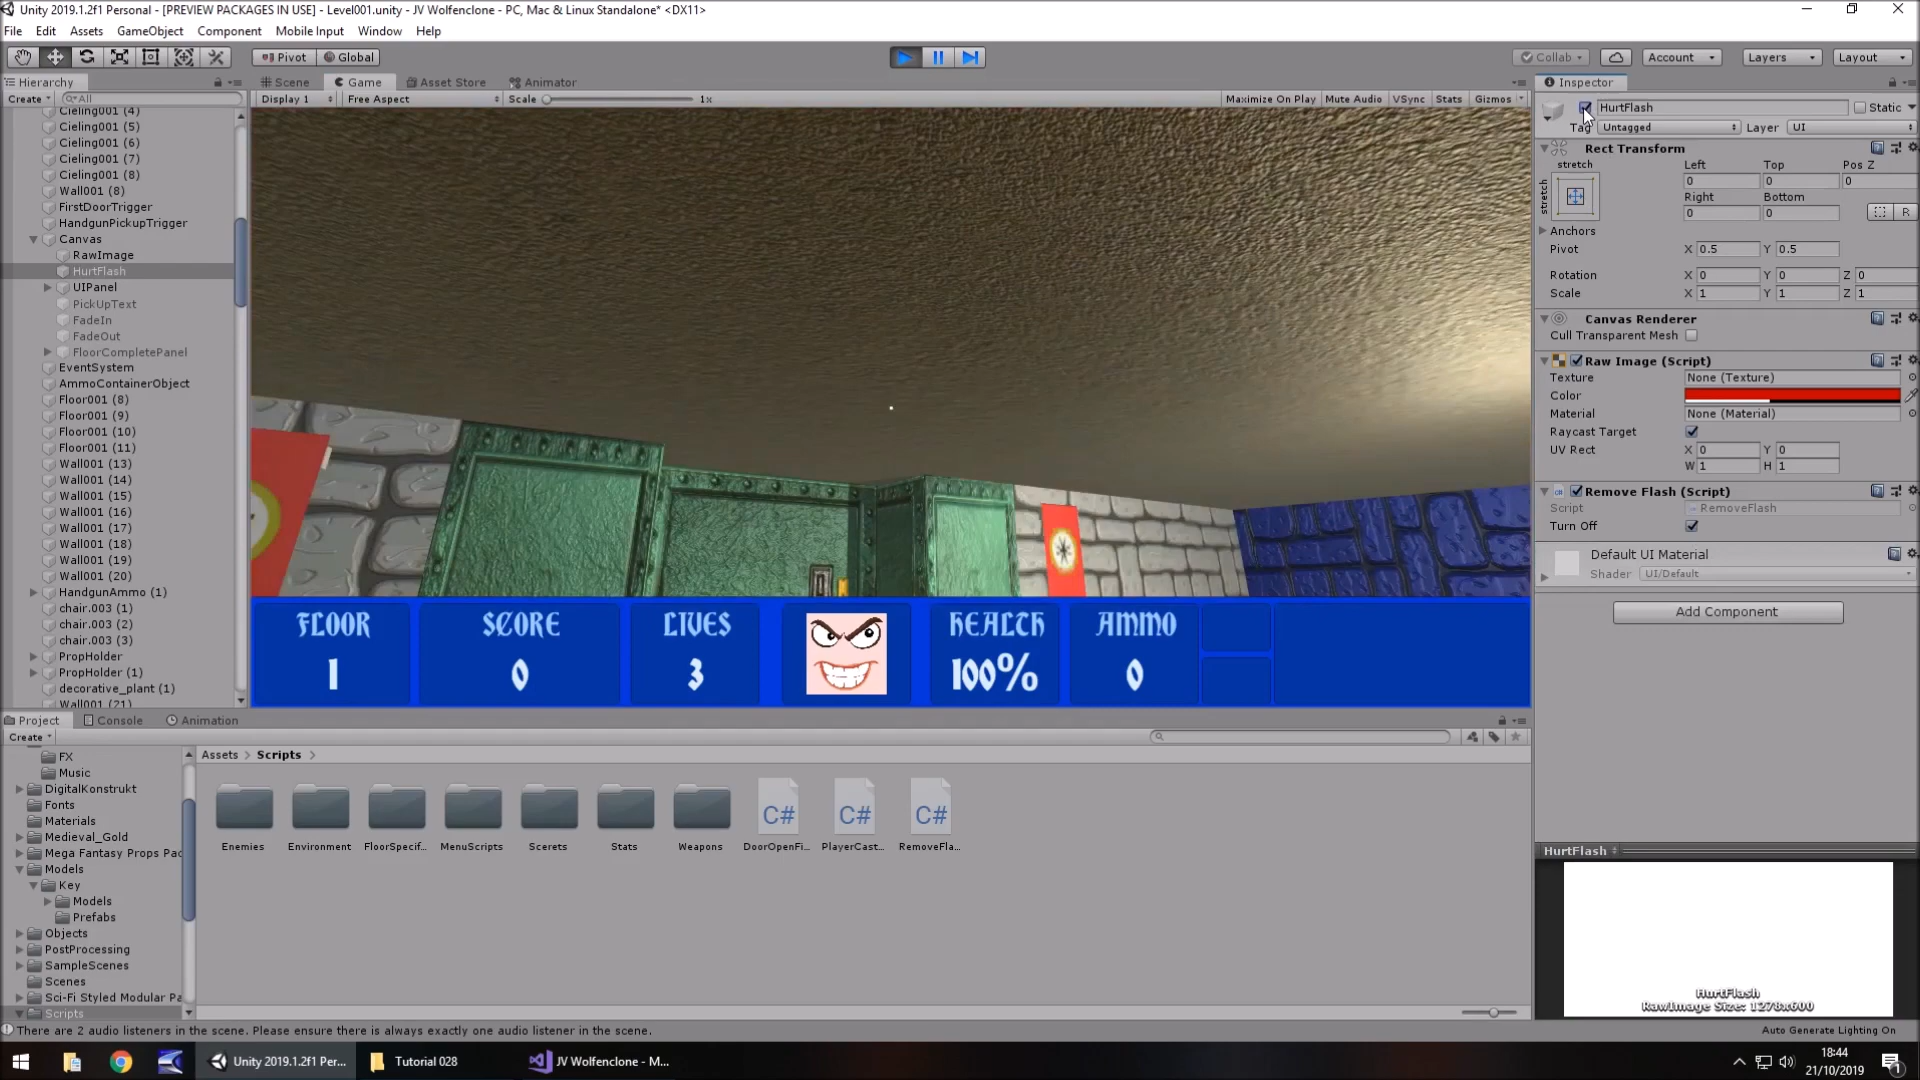 Unity 2019.1.2f1 Personal - [PREVIEW PACKAGES IN USE] - Level001.unity - JV Wolfenclone - PC, Mac & Linux Standalone* <DX11>
File Edit Assets GameObject Component Mobile Input Window Help
Pivot Global Collab Account Layers Layout
Hierarchy Scene Game Asset Store Animator Inspector
Create All Display 1 Free Aspect Scale 1x Maximize On Play Mute Audio VSync Stats Gizmos
Cieling001 (4)
Cieling001 (5)
Cieling001 (6)
Cieling001 (7)
Cieling001 (8)
Wall001 (8)
FirstDoorTrigger
HandgunPickupTrigger
Canvas
RawImage
HurtFlash
UIPanel
PickUpText
FadeIn
FadeOut
FloorCompletePanel
EventSystem
AmmoContainerObject
Floor001 (8)
Floor001 (9)
Floor001 (10)
Floor001 (11)
Wall001 (13)
Wall001 (14)
Wall001 (15)
Wall001 (16)
Wall001 (17)
Wall001 (18)
Wall001 (19)
Wall001 (20)
HandgunAmmo (1)
chair.003 (1)
chair.003 (2)
chair.003 (3)
PropHolder
PropHolder (1)
decorative_plant (1)
Wall001 (21)
FLOOR SCORE LIVES HEALTH AMMO
1 0 3 100% 0
HurtFlash Static
Tag Untagged Layer UI
Rect Transform
stretch Left Top Pos Z
stretch 0 0 0
Right Bottom
0 0 R
Anchors
Pivot X 0.5 Y 0.5
Rotation X 0 Y 0 Z 0
Scale X 1 Y 1 Z 1
Canvas Renderer
Cull Transparent Mesh
Raw Image (Script)
Texture None (Texture)
Color
Material None (Material)
Raycast Target
UV Rect X 0 Y 0
W 1 H 1
Remove Flash (Script)
Script RemoveFlash
Turn Off
Default UI Material
Shader UI/Default
Add Component
Project Console Animation
Create
FX
Music
DigitalKonstrukt
Fonts
Materials
Medieval_Gold
Mega Fantasy Props Pac
Models
Key
Models
Prefabs
Objects
PostProcessing
SampleScenes
Scenes
Sci-Fi Styled Modular Pa
Scripts
Assets > Scripts >
C# C# C#
Enemies Environment FloorSpecif... MenuScripts Scerets Stats Weapons DoorOpenFi... PlayerCast... RemoveFla...
HurtFlash
HurtFlash
RawImage Size: 1278x600
There are 2 audio listeners in the scene. Please ensure there is always exactly one audio listener in the scene.
Auto Generate Lighting On
Unity 2019.1.2f1 Per... Tutorial 028 JV Wolfenclone - M...
18:44
21/10/2019
1